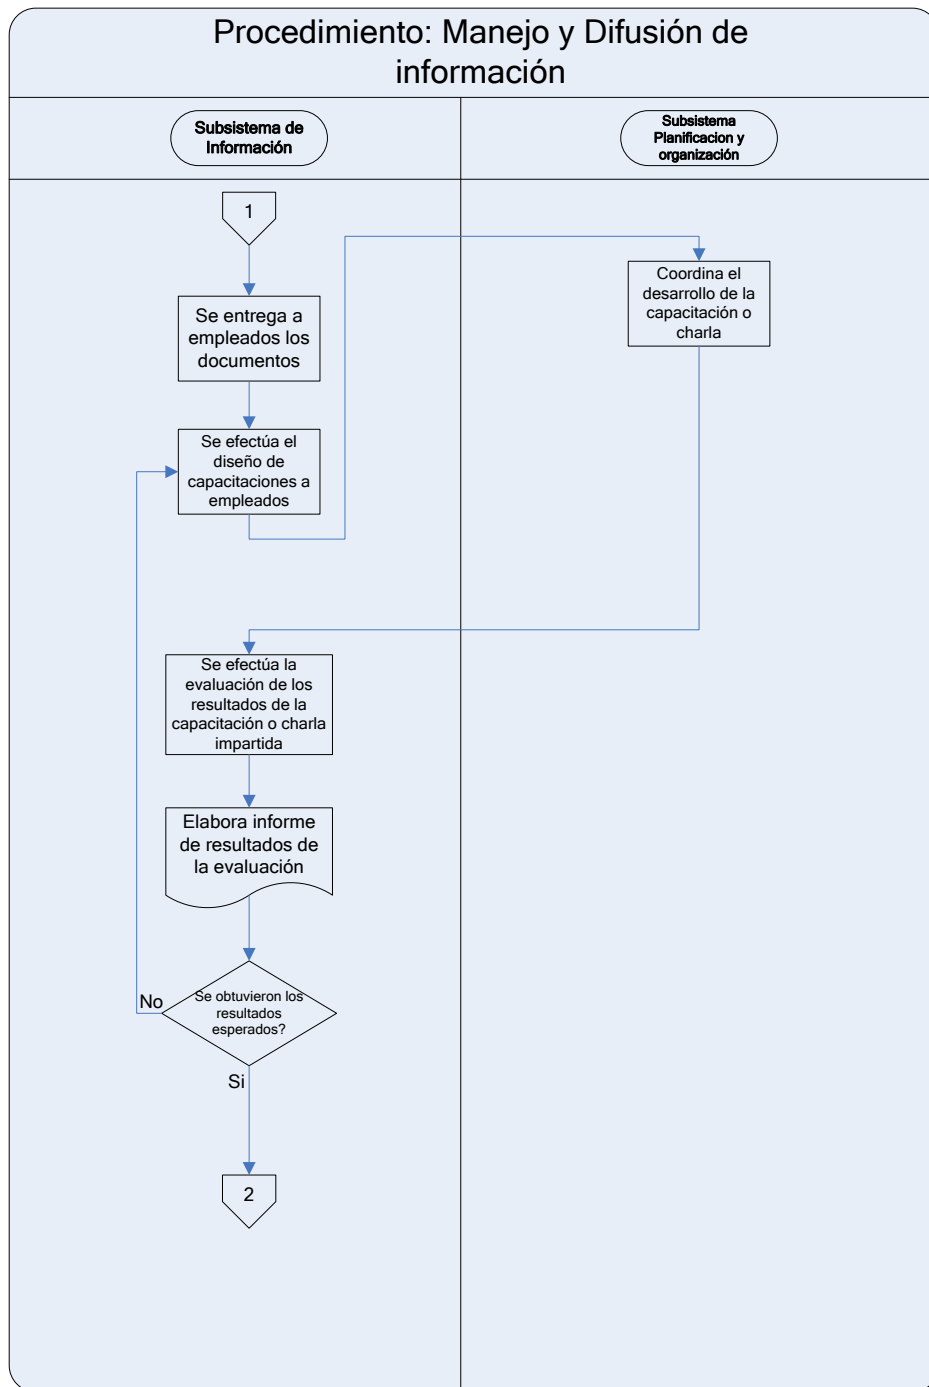 Procedimiento: Manejo y Difusión de
información
Subsistema de
Información
Subsistema
Planificacion y
organización
1
Se entrega a
empleados los
documentos
Coordina el
desarrollo de la
capacitación o
charla
Se efectúa el
diseño de
capacitaciones a
empleados
Se efectúa la
evaluación de los
resultados de la
capacitación o charla
impartida
Elabora informe
de resultados de
la evaluación
Se obtuvieron los
resultados
esperados?
No
Si
2